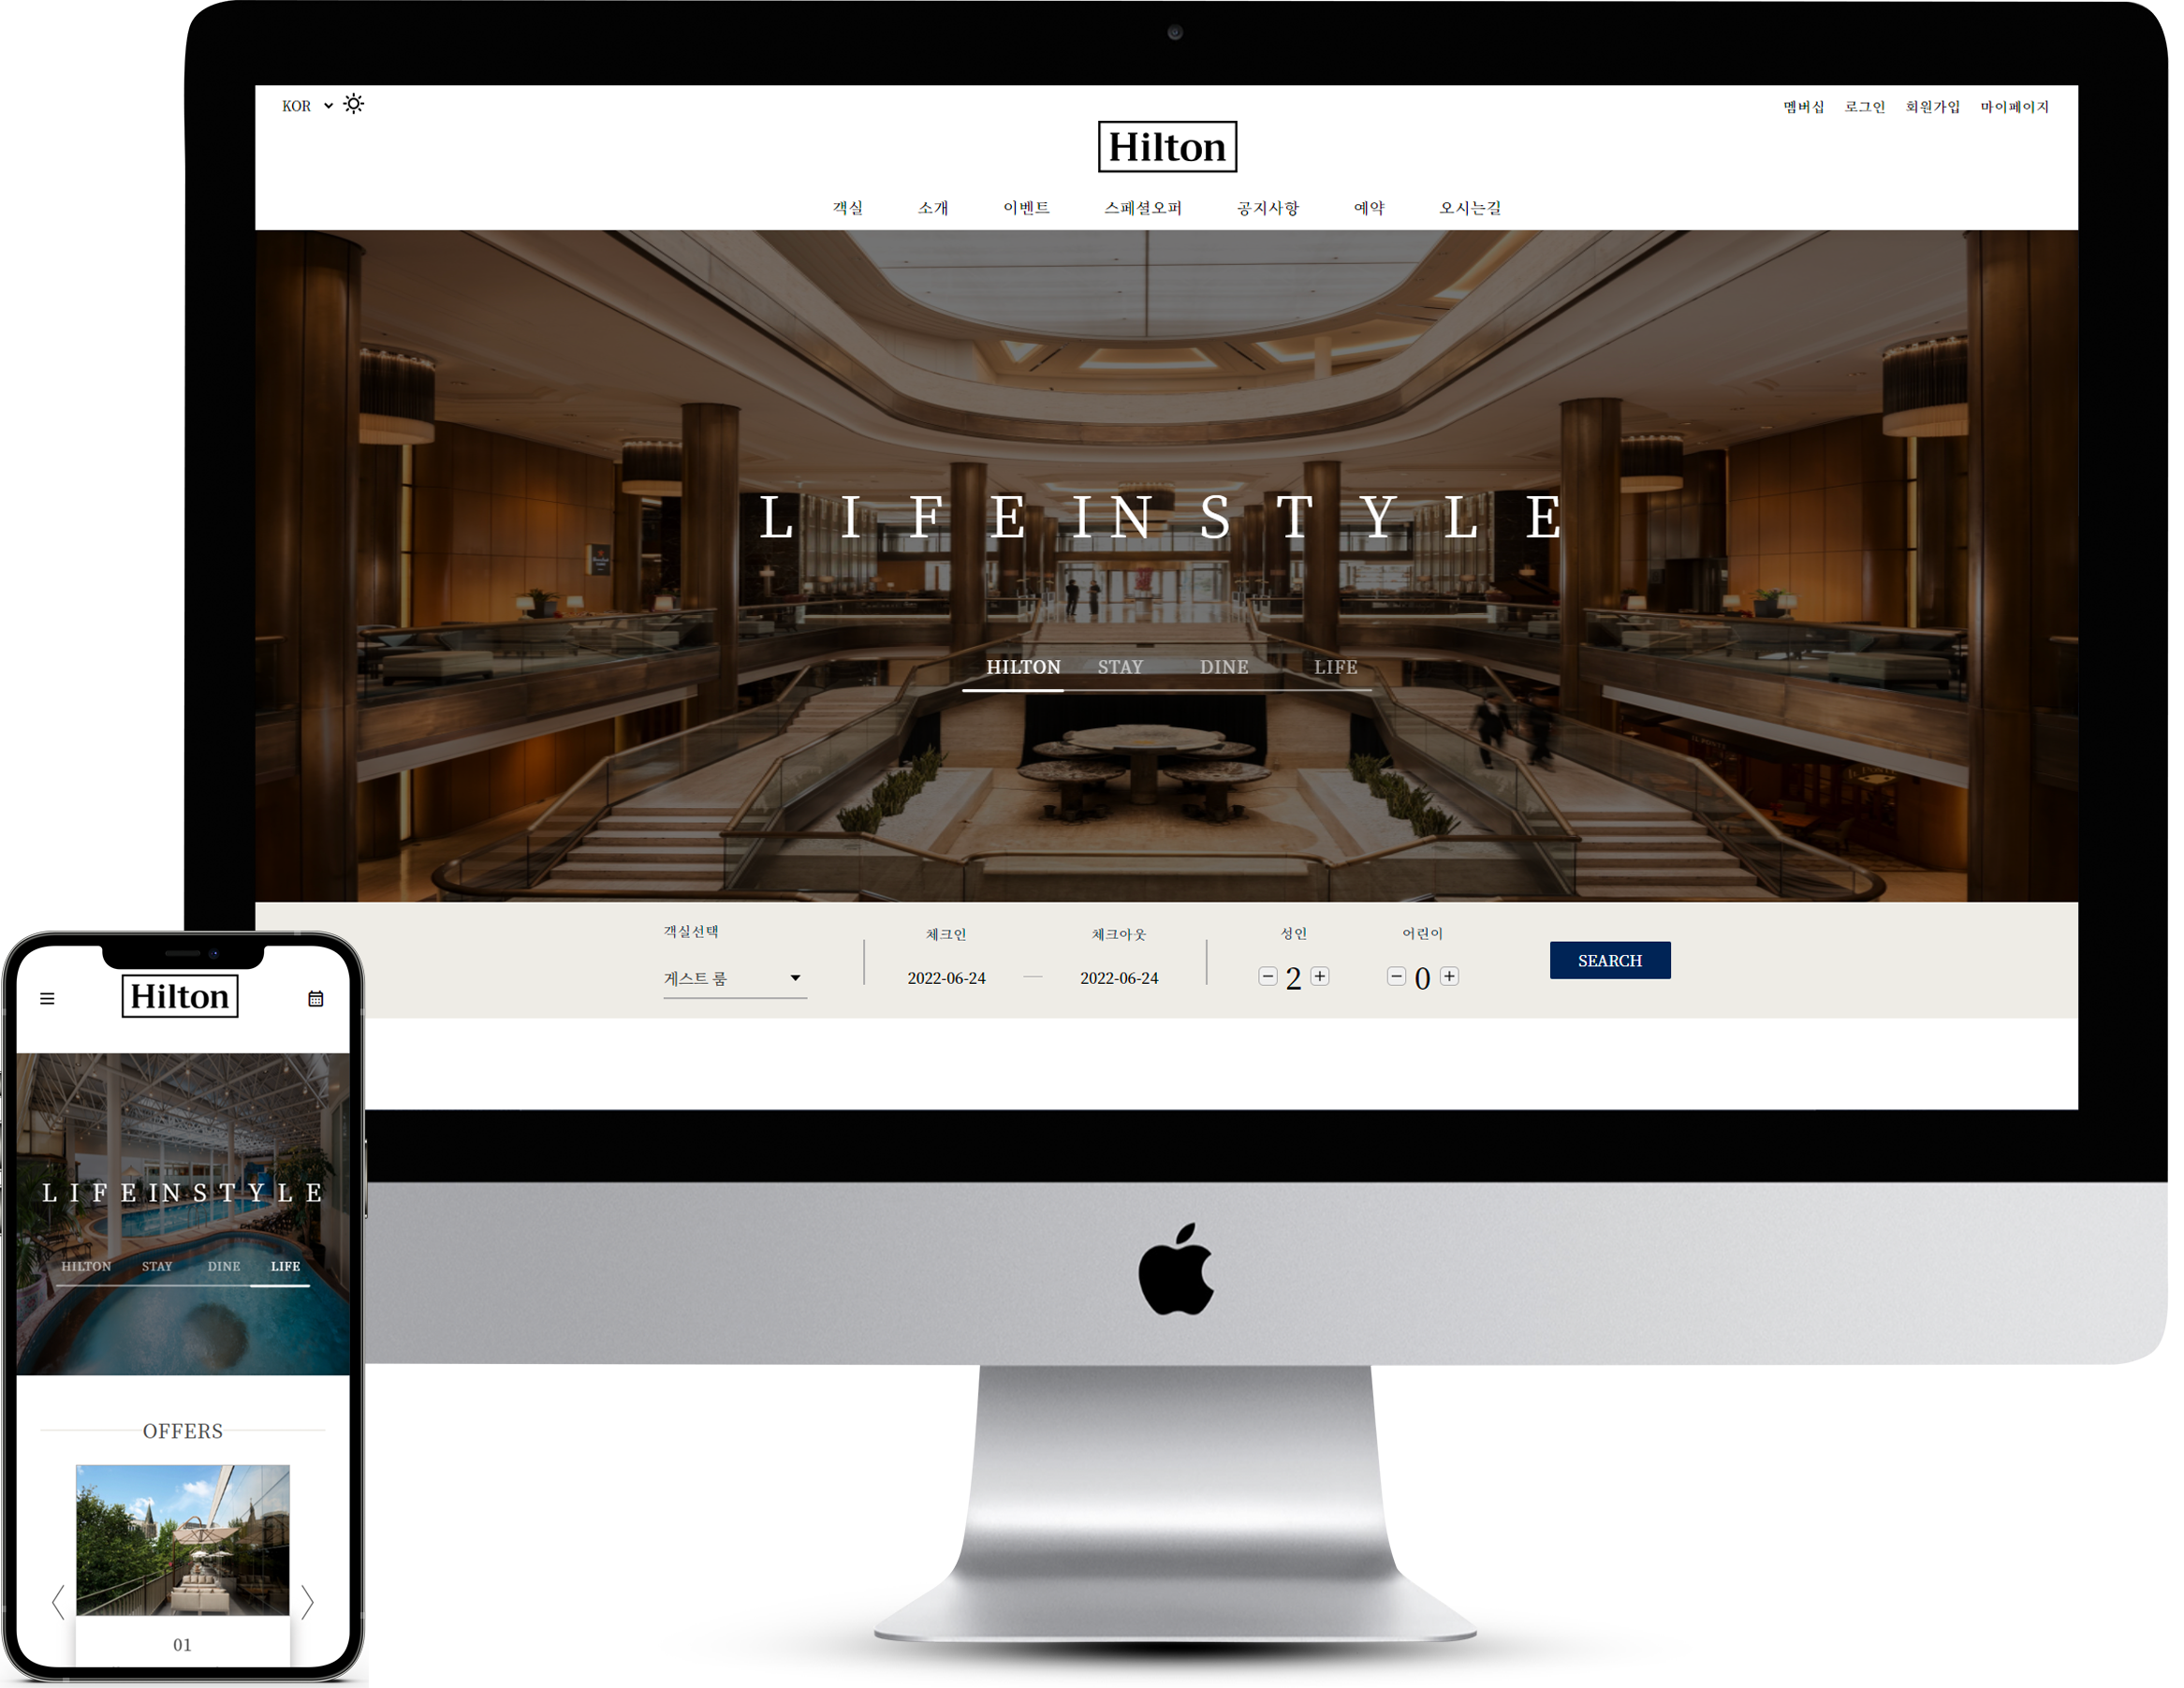 KOR
멤버십 로그인 회원가입 마이페이지
Hilton
객실 소개 이벤트 스페셜오퍼 공지사항 예약 오시는길
L I F E I N S T Y L E
HILTON STAY DINE LIFE
객실선택 체크인 체크아웃 성인 어린이
게스트 룸 2022-06-24 — 2022-06-24 − 2 + − 0 + SEARCH
Hilton
L I F E I N S T Y L E
HILTON STAY DINE LIFE
OFFERS
01